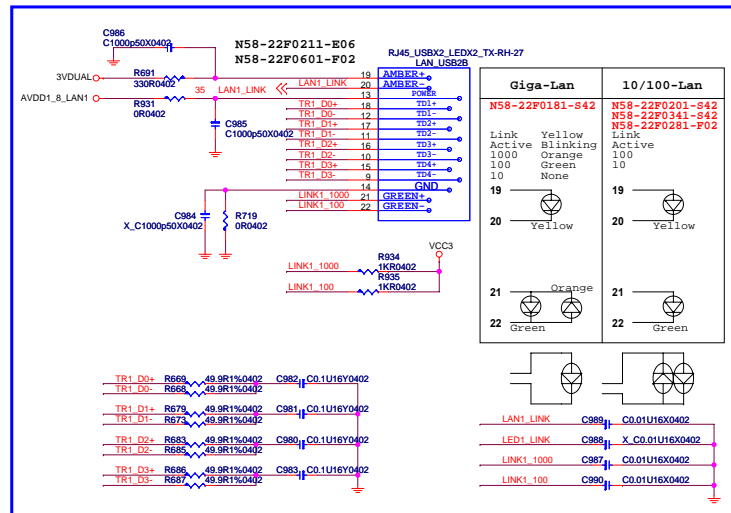 C986
C1000p50X0402
N58-22F0211-E06
N58-22F0601-F02
RJ45_USBX2_LEDX2_TX-RH-27
LAN_USB2B
3VDUAL
R691
330R0402
AVDD1_8_LAN1
R931
0R0402
35
LAN1_LINK
LAN1_LINK
C985
C1000p50X0402
19 AMBER+
20 AMBER-
13 POWER
TR1_D0+ 18 TD1+
TR1_D0- 12 TD1-
TR1_D1+ 17 TD2+
TR1_D1- 11 TD2-
TR1_D2+ 16 TD3+
TR1_D2- 10 TD3-
TR1_D3+ 15 TD4+
TR1_D3- 9 TD4-
14 GND
LINK1_1000 21 GREEN+
LINK1_100 22 GREEN-
C984
X_C1000p50X0402
R719
0R0402
VCC3
LINK1_1000
R934
1KR0402
LINK1_100
R935
1KR0402
Giga-Lan
N58-22F0181-S42
Link Yellow
Active Blinking
1000 Orange
100 Green
10 None
19
20
Yellow
21
Orange
22
Green
10/100-Lan
N58-22F0201-S42
N58-22F0341-S42
N58-22F0281-F02
Link
Active
100
10
19
20
Yellow
21
22
Green
TR1_D0+ R669 49.9R1%0402 C982 C0.1U16Y0402
TR1_D0- R668 49.9R1%0402
TR1_D1+ R679 49.9R1%0402 C981 C0.1U16Y0402
TR1_D1- R673 49.9R1%0402
TR1_D2+ R683 49.9R1%0402 C980 C0.1U16Y0402
TR1_D2- R685 49.9R1%0402
TR1_D3+ R686 49.9R1%0402 C983 C0.1U16Y0402
TR1_D3- R687 49.9R1%0402
LAN1_LINK C989 C0.01U16X0402
LED1_LINK C988 X_C0.01U16X0402
LINK1_1000 C987 C0.01U16X0402
LINK1_100 C990 C0.01U16X0402